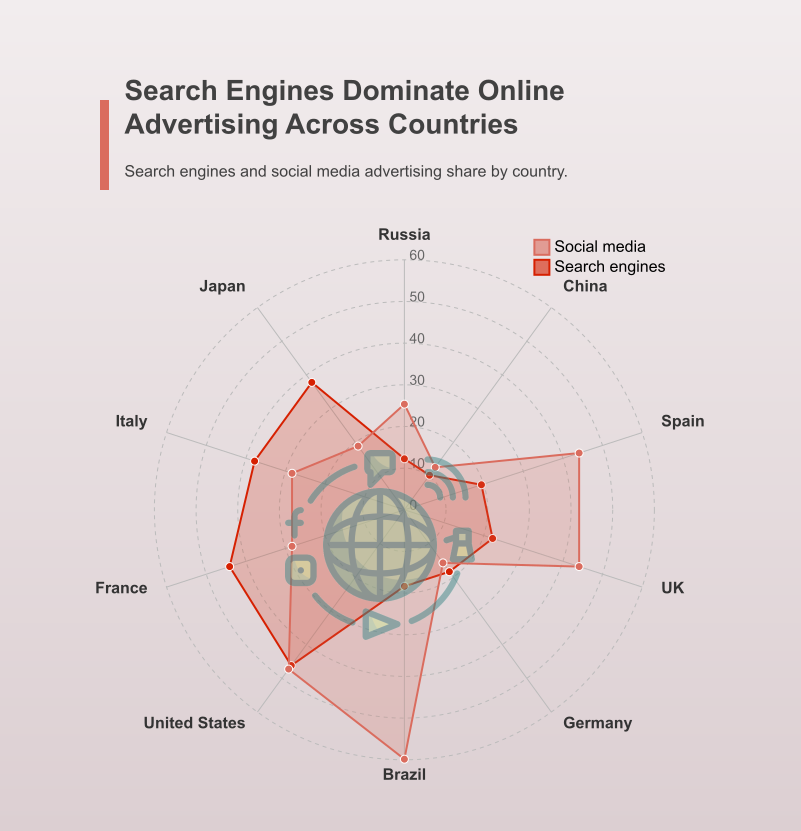 Search Engines Dominate Online
Advertising Across Countries
Search engines and social media advertising share by country.
Russia
Social media
Search engines
60
50
40
30
20
10
0
China
Spain
UK
Germany
Brazil
United States
France
Italy
Japan